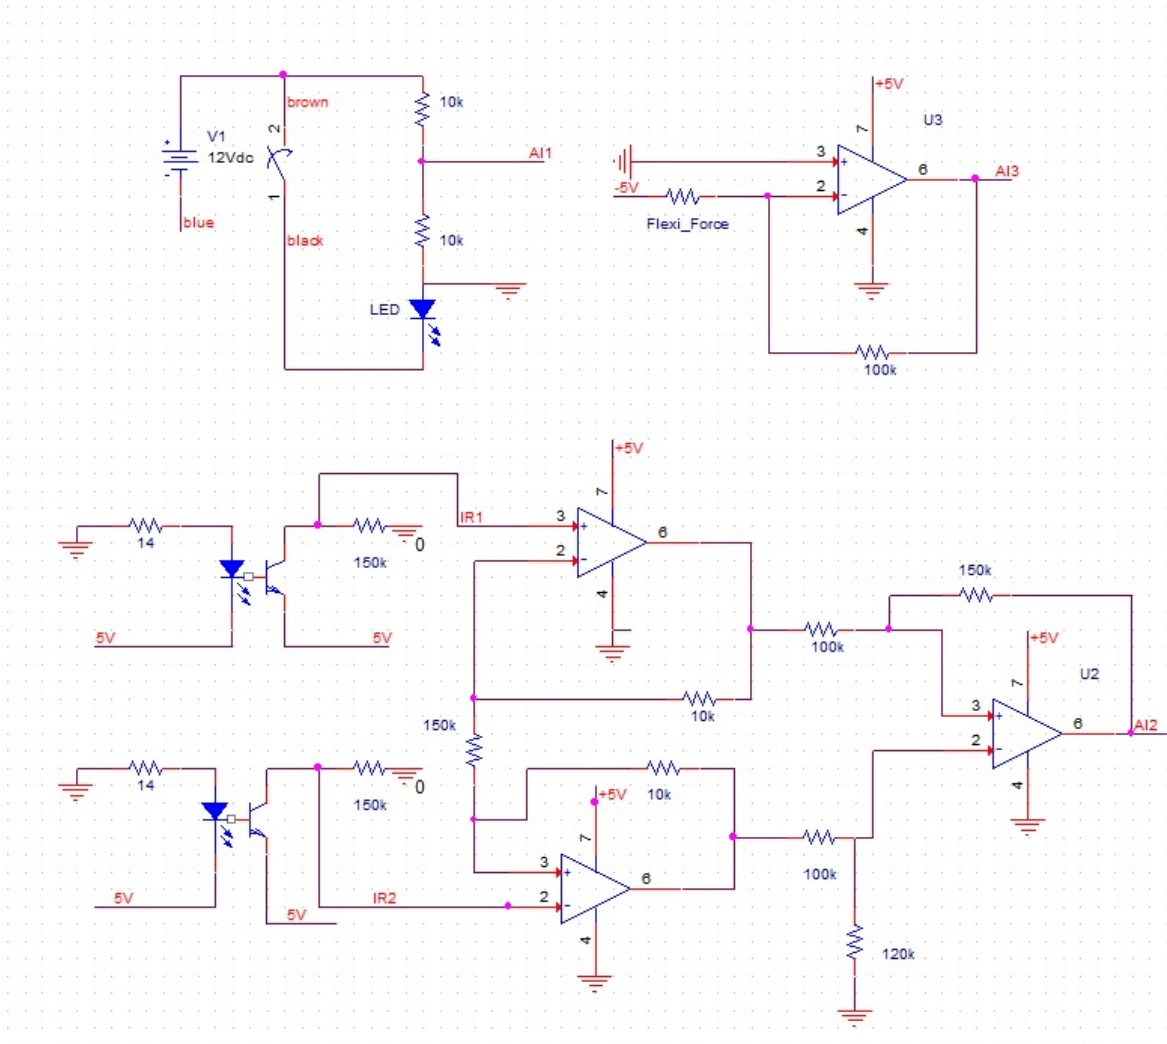 brown
10k
V1
12Vdc
2
1
AI1
blue
black
10k
LED
+5V
U3
7
3
+
6
AI3
-5V
2
-
Flexi_Force
4
100k
+5V
7
IR1
3
+
6
14
0
2
-
150k
4
150k
5V
5V
100k
+5V
U2
7
10k
3
+
6
AI2
150k
2
-
14
0
10k
+5V
4
150k
7
3
+
100k
6
5V
IR2
2
-
5V
4
120k